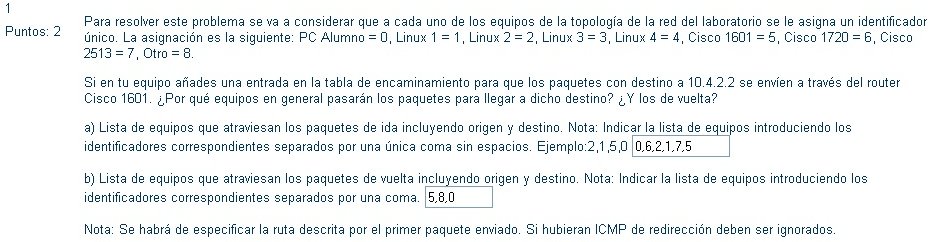 1
Puntos: 2
Para resolver este problema se va a considerar que a cada uno de los equipos de la topología de la red del laboratorio se le asigna un identificador
único. La asignación es la siguiente: PC Alumno = 0, Linux 1 = 1, Linux 2 = 2, Linux 3 = 3, Linux 4 = 4, Cisco 1601 = 5, Cisco 1720 = 6, Cisco
2513 = 7, Otro = 8.
Si en tu equipo añades una entrada en la tabla de encaminamiento para que los paquetes con destino a 10.4.2.2 se envíen a través del router
Cisco 1601. ¿Por qué equipos en general pasarán los paquetes para llegar a dicho destino? ¿Y los de vuelta?
a) Lista de equipos que atraviesan los paquetes de ida incluyendo origen y destino. Nota: Indicar la lista de equipos introduciendo los
identificadores correspondientes separados por una única coma sin espacios. Ejemplo:2,1,5,0 0,6,2,1,7,5
b) Lista de equipos que atraviesan los paquetes de vuelta incluyendo origen y destino. Nota: Indicar la lista de equipos introduciendo los
identificadores correspondientes separados por una coma. 5,8,0
Nota: Se habrá de especificar la ruta descrita por el primer paquete enviado. Si hubieran ICMP de redirección deben ser ignorados.